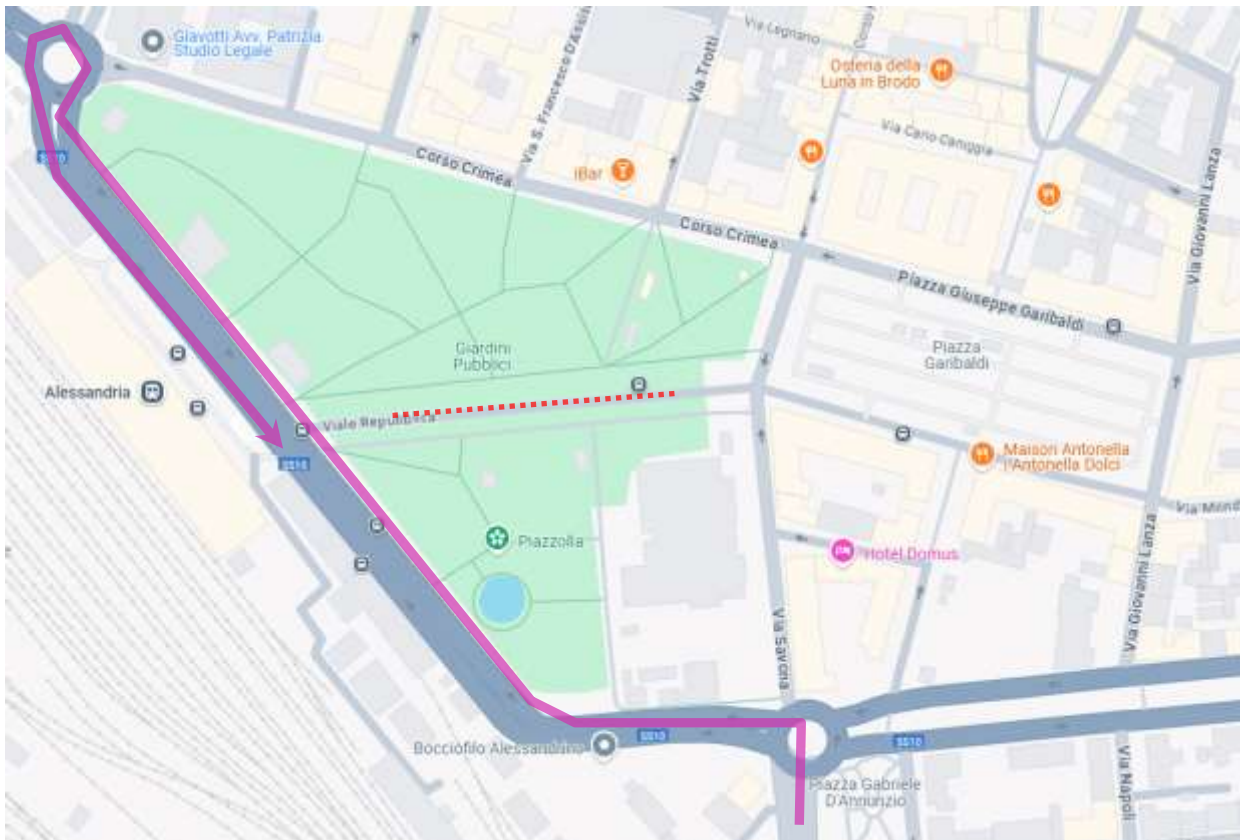 Giavotti Avv. Patrizia
Studio Legale
Via S. Francesco D'Assisi
Via Trotti
Via Legnano
Corso
Osteria della
Luna in Brodo
Via Carlo Caniggia
Via Giovanni Lanza
SS10
Corso Crimea
iBar
Corso Crimea
Piazza Giuseppe Garibaldi
Piazza
Garibaldi
Giardini
Pubblici
Alessandria
Viale Repubblica
SS10
Maison Antonella
l'Antonella Dolci
Via Mond
Piazzolla
Hotel Domus
Via Savona
Via Giovanni Lanza
Bocciofilo Alessandrino
SS10
SS10
Piazza Gabriele
D'Annunzio
Via Napoli